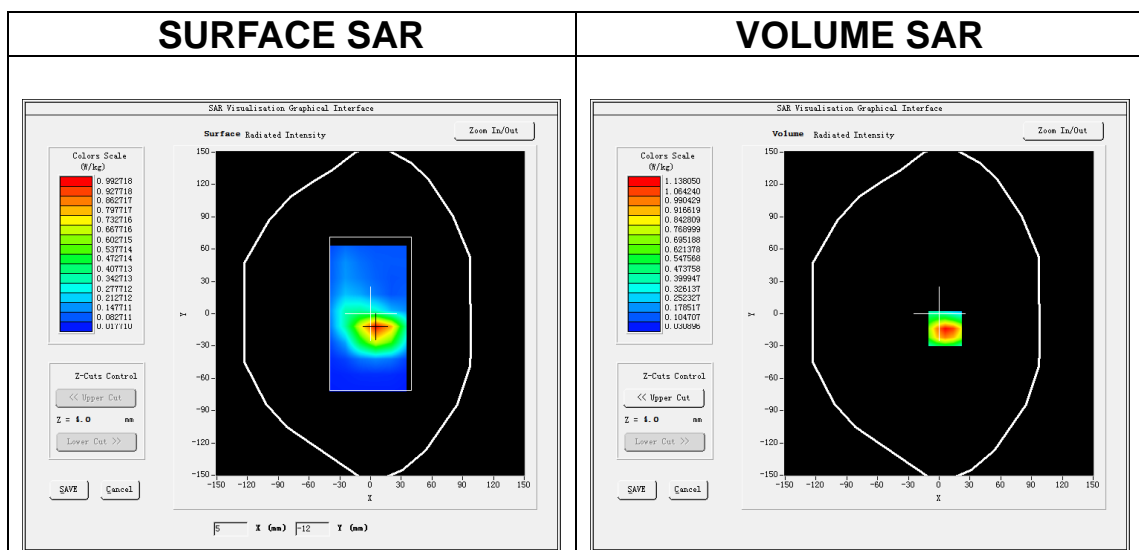 SURFACE SAR
VOLUME SAR
SAR Visualisation Graphical Interface
Surface Radiated Intensity
Zoom In/Out
Colors Scale
(W/kg)
0.992718
0.927718
0.862717
0.797717
0.732716
0.667716
0.602715
0.537714
0.472714
0.407713
0.342713
0.277712
0.212712
0.147711
0.082711
0.017710
Z-Cuts Control
<< Upper Cut
Z = 4.0 mm
Lower Cut >>
SAVE
Cancel
150
120
90
60
30
0
-30
-60
-90
-120
-150
Y
-150 -120 -90 -60 -30 0 30 60 90 120 150
X
5 X (mm) -12 Y (mm)
SAR Visualisation Graphical Interface
Volume Radiated Intensity
Zoom In/Out
Colors Scale
(W/kg)
1.138050
1.064240
0.990429
0.916619
0.842809
0.768999
0.695188
0.621378
0.547568
0.473758
0.399947
0.326137
0.252327
0.178517
0.104707
0.030896
Z-Cuts Control
<< Upper Cut
Z = 4.0 mm
Lower Cut >>
SAVE
Cancel
150
120
90
60
30
0
-30
-60
-90
-120
-150
Y
-150 -120 -90 -60 -30 0 30 60 90 120 150
X